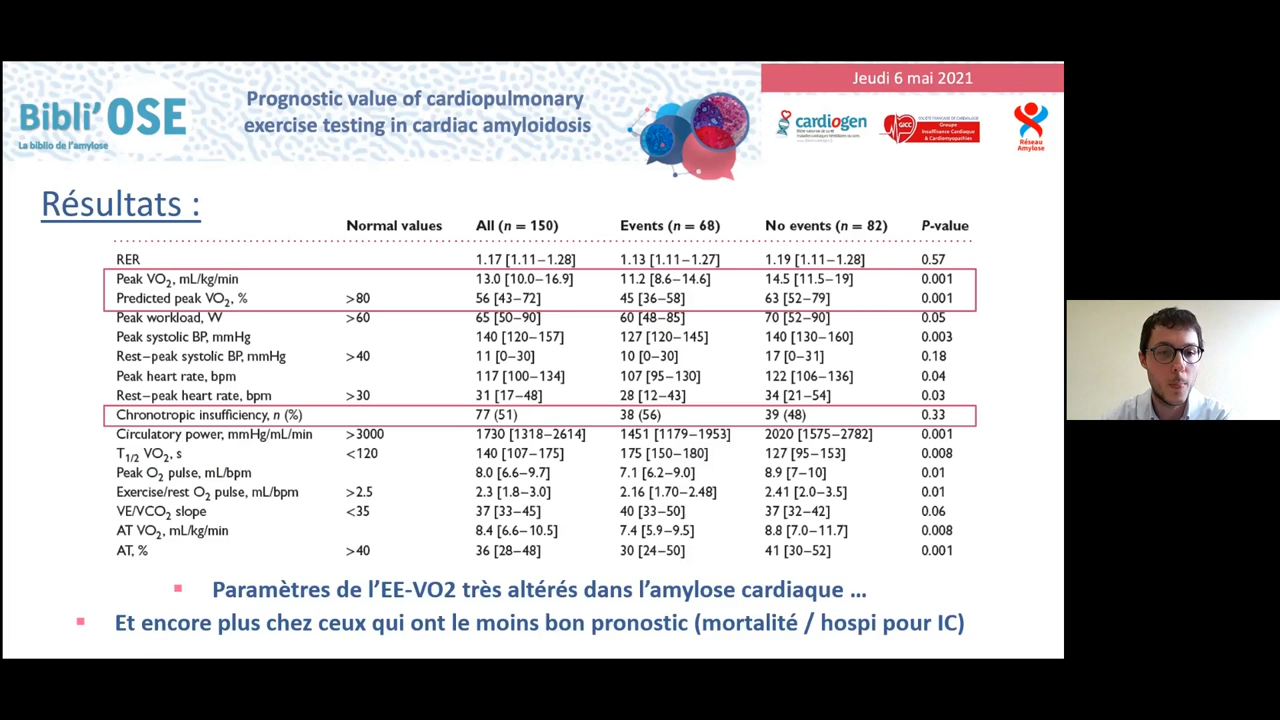 Jeudi 6 mai 2021
Bibli'OSE
La biblio de l'amylose
Prognostic value of cardiopulmonary
exercise testing in cardiac amyloidosis
cardiogen
GICC
SOCIÉTÉ FRANÇAISE DE CARDIOLOGIE
Groupe
Insuffisance Cardiaque
& Cardiomyopathies
Réseau
Amylose
Résultats :
Normal values All (n = 150) Events (n = 68) No events (n = 82) P-value
RER 1.17 [1.11–1.28] 1.13 [1.11–1.27] 1.19 [1.11–1.28] 0.57
Peak VO2, mL/kg/min 13.0 [10.0–16.9] 11.2 [8.6–14.6] 14.5 [11.5–19] 0.001
Predicted peak VO2, % >80 56 [43–72] 45 [36–58] 63 [52–79] 0.001
Peak workload, W >60 65 [50–90] 60 [48–85] 70 [52–90] 0.05
Peak systolic BP, mmHg 140 [120–157] 127 [120–145] 140 [130–160] 0.003
Rest–peak systolic BP, mmHg >40 11 [0–30] 10 [0–30] 17 [0–31] 0.18
Peak heart rate, bpm 117 [100–134] 107 [95–130] 122 [106–136] 0.04
Rest–peak heart rate, bpm >30 31 [17–48] 28 [12–43] 34 [21–54] 0.03
Chronotropic insufficiency, n (%) 77 (51) 38 (56) 39 (48) 0.33
Circulatory power, mmHg/mL/min >3000 1730 [1318–2614] 1451 [1179–1953] 2020 [1575–2782] 0.001
T1/2 VO2, s <120 140 [107–175] 175 [150–180] 127 [95–153] 0.008
Peak O2 pulse, mL/bpm 8.0 [6.6–9.7] 7.1 [6.2–9.0] 8.9 [7–10] 0.01
Exercise/rest O2 pulse, mL/bpm >2.5 2.3 [1.8–3.0] 2.16 [1.70–2.48] 2.41 [2.0–3.5] 0.01
VE/VCO2 slope <35 37 [33–45] 40 [33–50] 37 [32–42] 0.06
AT VO2, mL/kg/min 8.4 [6.6–10.5] 7.4 [5.9–9.5] 8.8 [7.0–11.7] 0.008
AT, % >40 36 [28–48] 30 [24–50] 41 [30–52] 0.001
Paramètres de l'EE-VO2 très altérés dans l'amylose cardiaque …
Et encore plus chez ceux qui ont le moins bon pronostic (mortalité / hospi pour IC)